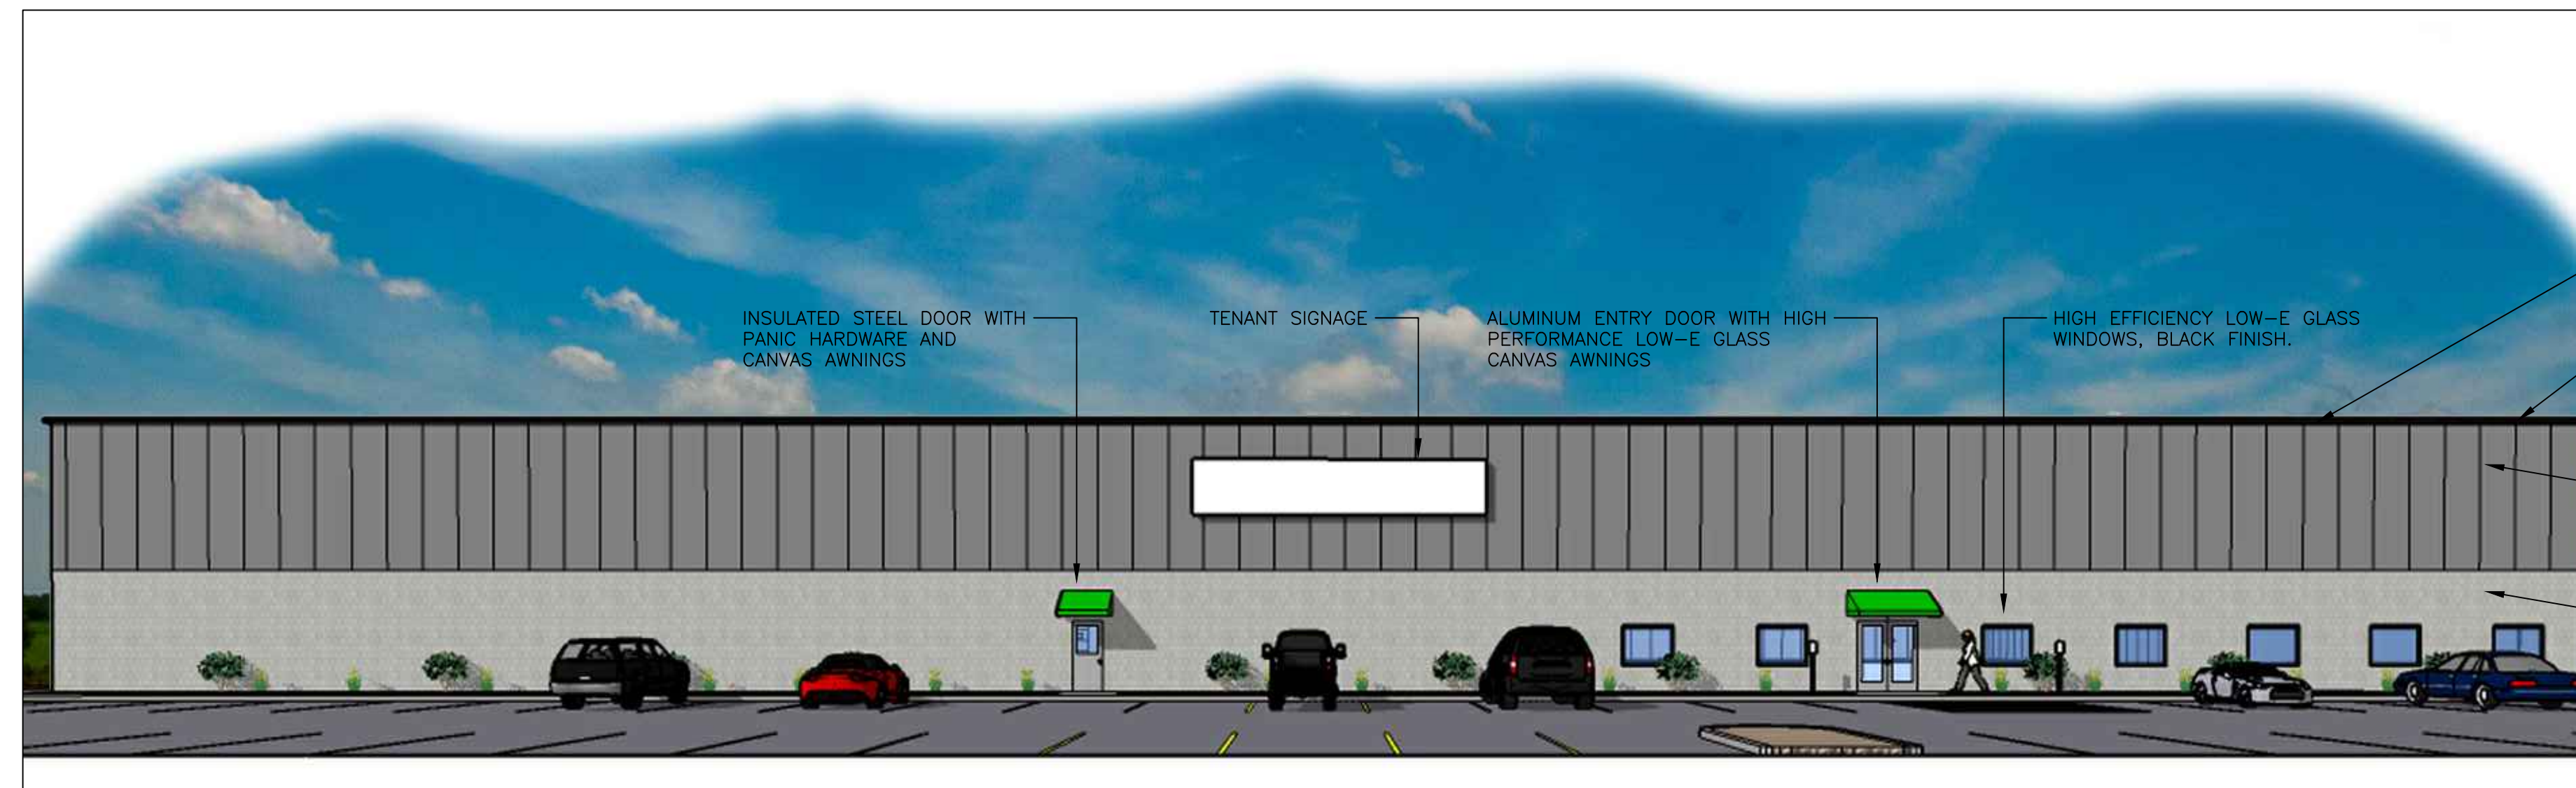 INSULATED STEEL DOOR WITH
PANIC HARDWARE AND
CANVAS AWNINGS
TENANT SIGNAGE
ALUMINUM ENTRY DOOR WITH HIGH
PERFORMANCE LOW-E GLASS
CANVAS AWNINGS
HIGH EFFICIENCY LOW-E GLASS
WINDOWS, BLACK FINISH.